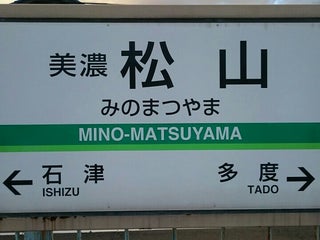 美濃松山
みのまつやま
MINO-MATSUYAMA
← 石津 多度 →
ISHIZU TADO